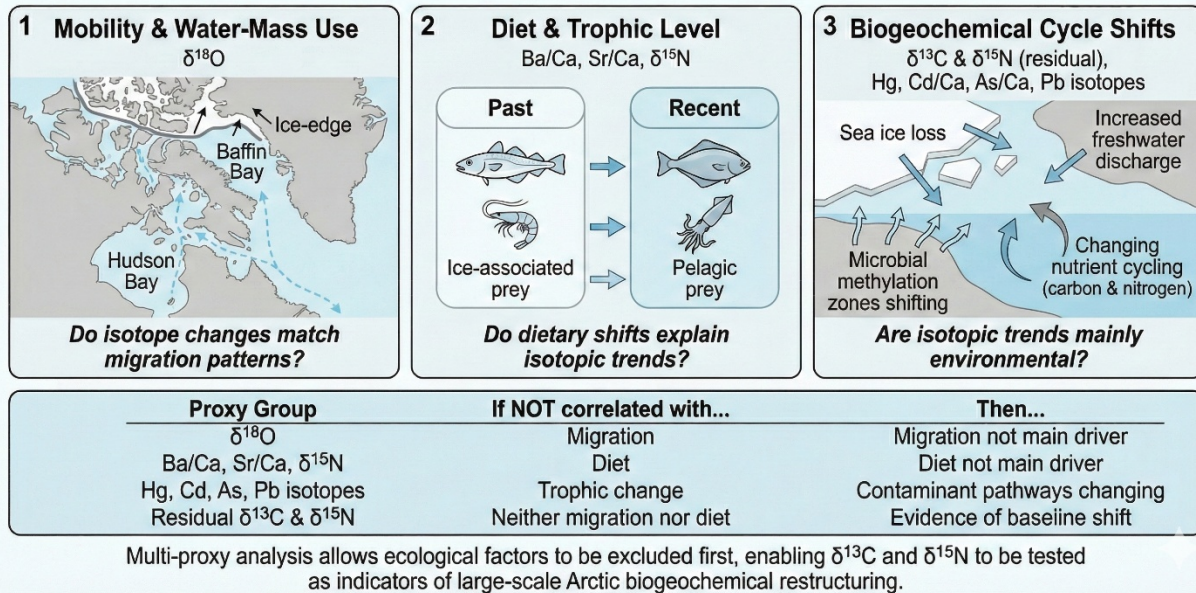 1 Mobility & Water-Mass Use
δ¹⁸O
Ice-edge
Baffin
Bay
Hudson
Bay
Do isotope changes match
migration patterns?
2 Diet & Trophic Level
Ba/Ca, Sr/Ca, δ¹⁵N
Past
Recent
Ice-associated
prey
Pelagic
prey
Do dietary shifts explain
isotopic trends?
3 Biogeochemical Cycle Shifts
δ¹³C & δ¹⁵N (residual),
Hg, Cd/Ca, As/Ca, Pb isotopes
Sea ice loss
Increased
freshwater
discharge
Microbial
methylation
zones shifting
Changing
nutrient cycling
(carbon & nitrogen)
Are isotopic trends mainly
environmental?
Proxy Group If NOT correlated with... Then...
δ¹⁸O Migration Migration not main driver
Ba/Ca, Sr/Ca, δ¹⁵N Diet Diet not main driver
Hg, Cd, As, Pb isotopes Trophic change Contaminant pathways changing
Residual δ¹³C & δ¹⁵N Neither migration nor diet Evidence of baseline shift
Multi-proxy analysis allows ecological factors to be excluded first, enabling δ¹³C and δ¹⁵N to be tested
as indicators of large-scale Arctic biogeochemical restructuring.